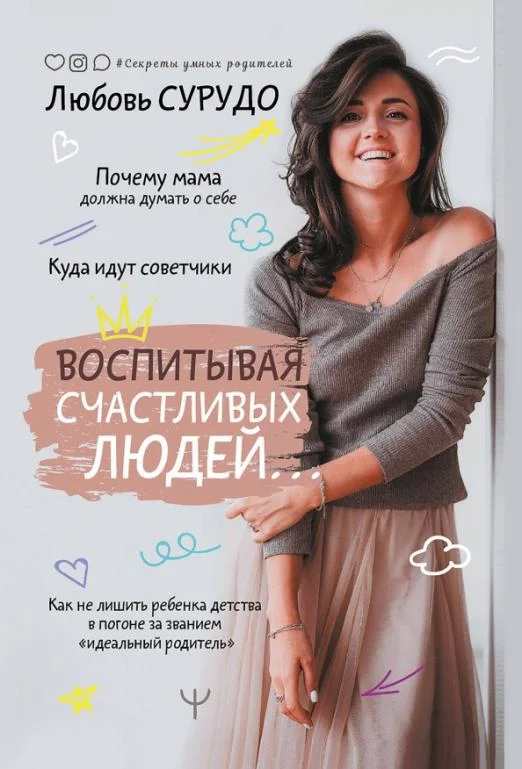 #Секреты умных родителей
Любовь СУРУДО
Почему мама
должна думать о себе
Куда идут советчики
ВОСПИТЫВАЯ
СЧАСТЛИВЫХ
ЛЮДЕЙ...
Как не лишить ребенка детства
в погоне за званием
«идеальный родитель»